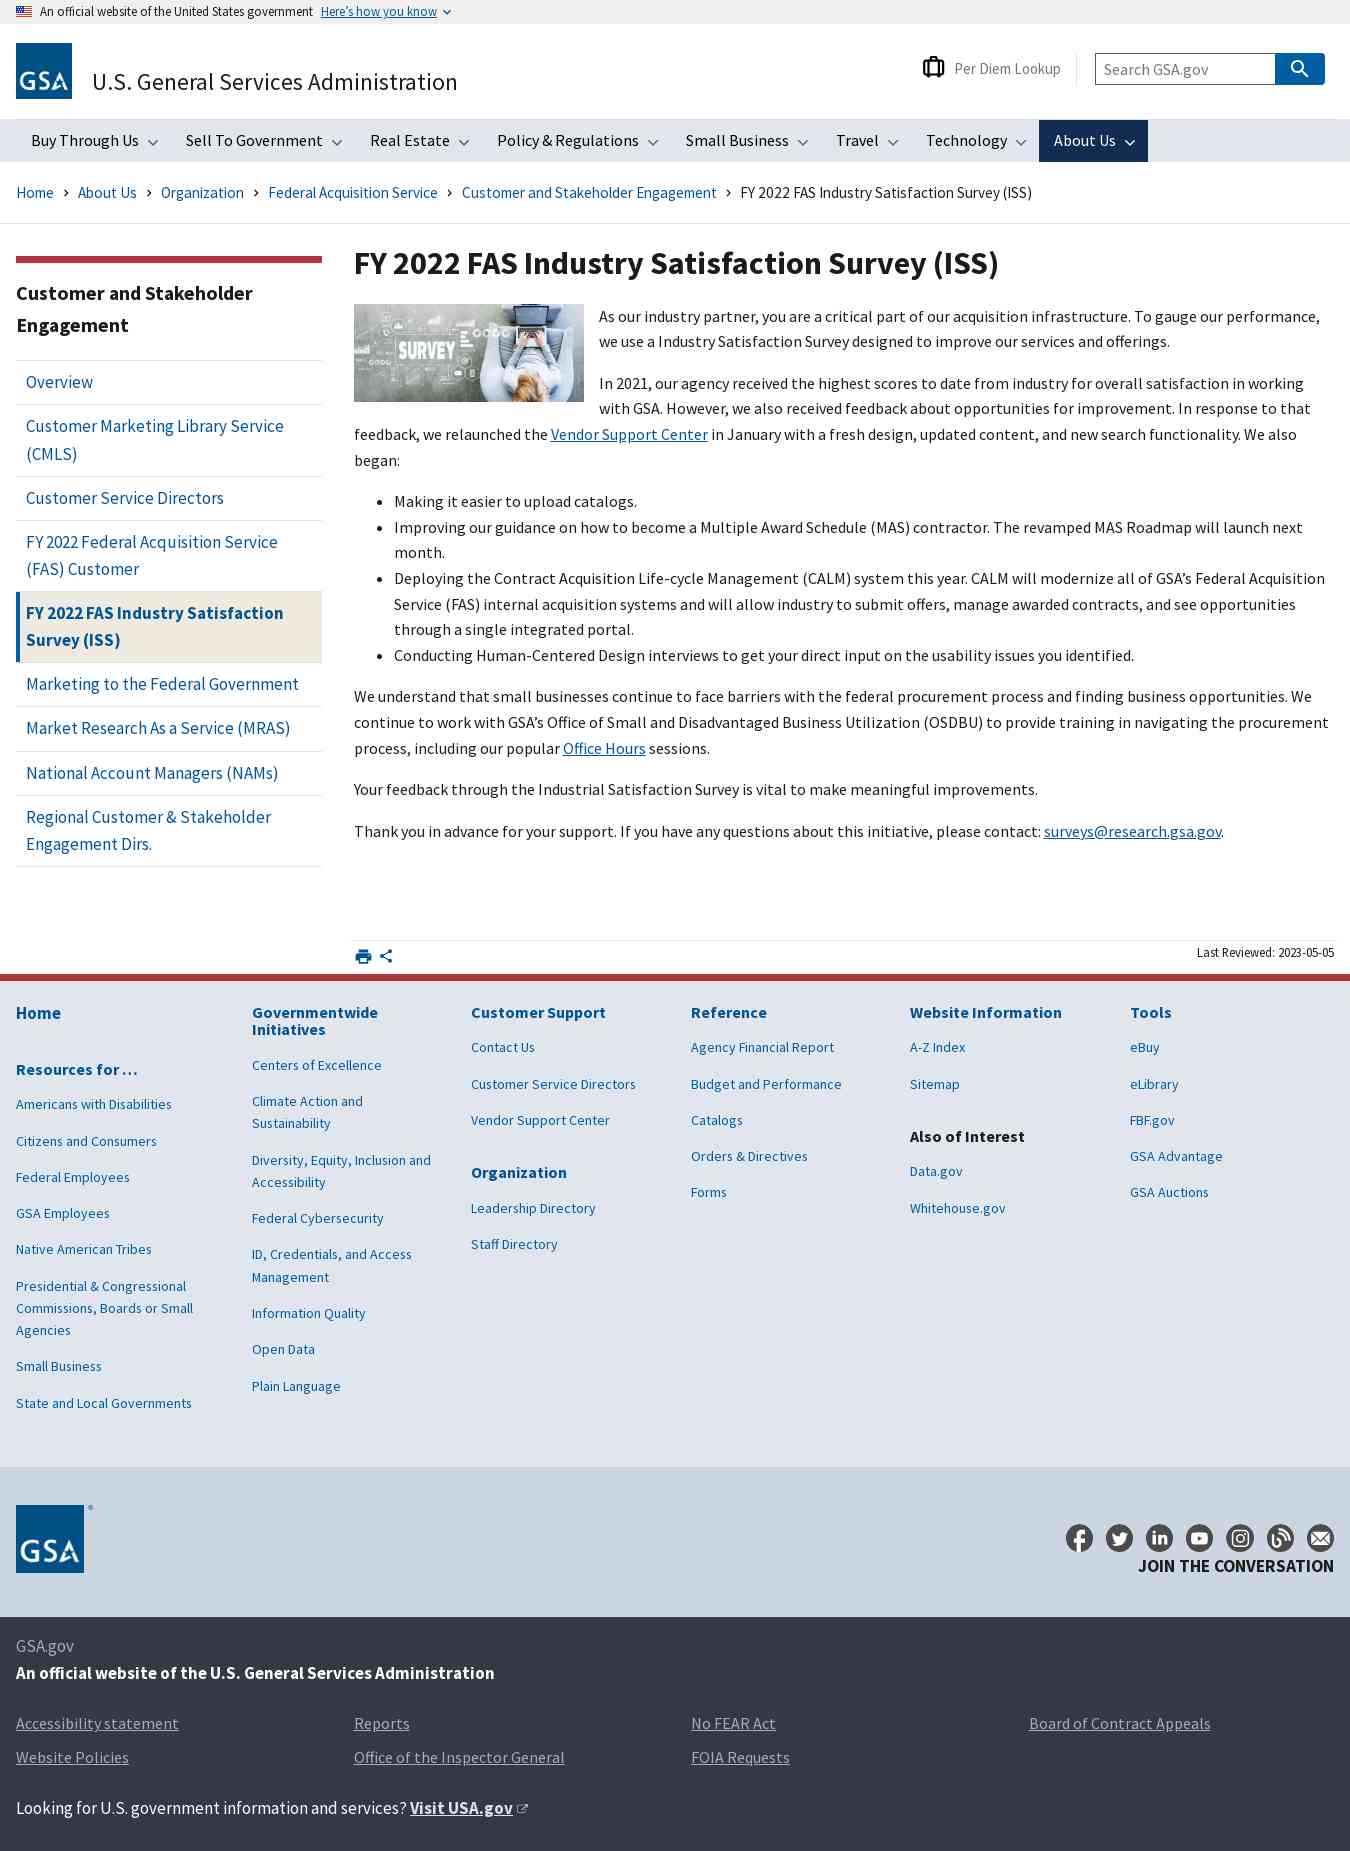 An official website of the United States government Here's how you know
GSA
U.S. General Services Administration
Per Diem Lookup
Search GSA.gov
Buy Through Us Sell To Government Real Estate Policy & Regulations Small Business Travel Technology About Us
Home > About Us > Organization > Federal Acquisition Service > Customer and Stakeholder Engagement > FY 2022 FAS Industry Satisfaction Survey (ISS)
Customer and Stakeholder
Engagement
Overview
Customer Marketing Library Service
(CMLS)
Customer Service Directors
FY 2022 Federal Acquisition Service
(FAS) Customer
FY 2022 FAS Industry Satisfaction
Survey (ISS)
Marketing to the Federal Government
Market Research As a Service (MRAS)
National Account Managers (NAMs)
Regional Customer & Stakeholder
Engagement Dirs.
FY 2022 FAS Industry Satisfaction Survey (ISS)
SURVEY
As our industry partner, you are a critical part of our acquisition infrastructure. To gauge our performance,
we use a Industry Satisfaction Survey designed to improve our services and offerings.
In 2021, our agency received the highest scores to date from industry for overall satisfaction in working
with GSA. However, we also received feedback about opportunities for improvement. In response to that
feedback, we relaunched the Vendor Support Center in January with a fresh design, updated content, and new search functionality. We also
began:
• Making it easier to upload catalogs.
• Improving our guidance on how to become a Multiple Award Schedule (MAS) contractor. The revamped MAS Roadmap will launch next
month.
• Deploying the Contract Acquisition Life-cycle Management (CALM) system this year. CALM will modernize all of GSA's Federal Acquisition
Service (FAS) internal acquisition systems and will allow industry to submit offers, manage awarded contracts, and see opportunities
through a single integrated portal.
• Conducting Human-Centered Design interviews to get your direct input on the usability issues you identified.
We understand that small businesses continue to face barriers with the federal procurement process and finding business opportunities. We
continue to work with GSA's Office of Small and Disadvantaged Business Utilization (OSDBU) to provide training in navigating the procurement
process, including our popular Office Hours sessions.
Your feedback through the Industrial Satisfaction Survey is vital to make meaningful improvements.
Thank you in advance for your support. If you have any questions about this initiative, please contact: surveys@research.gsa.gov.
Last Reviewed: 2023-05-05
Home
Resources for …
Americans with Disabilities
Citizens and Consumers
Federal Employees
GSA Employees
Native American Tribes
Presidential & Congressional
Commissions, Boards or Small
Agencies
Small Business
State and Local Governments
Governmentwide
Initiatives
Centers of Excellence
Climate Action and
Sustainability
Diversity, Equity, Inclusion and
Accessibility
Federal Cybersecurity
ID, Credentials, and Access
Management
Information Quality
Open Data
Plain Language
Customer Support
Contact Us
Customer Service Directors
Vendor Support Center
Organization
Leadership Directory
Staff Directory
Reference
Agency Financial Report
Budget and Performance
Catalogs
Orders & Directives
Forms
Website Information
A-Z Index
Sitemap
Also of Interest
Data.gov
Whitehouse.gov
Tools
eBuy
eLibrary
FBF.gov
GSA Advantage
GSA Auctions
GSA ®
JOIN THE CONVERSATION
GSA.gov
An official website of the U.S. General Services Administration
Accessibility statement Reports No FEAR Act Board of Contract Appeals
Website Policies Office of the Inspector General FOIA Requests
Looking for U.S. government information and services? Visit USA.gov